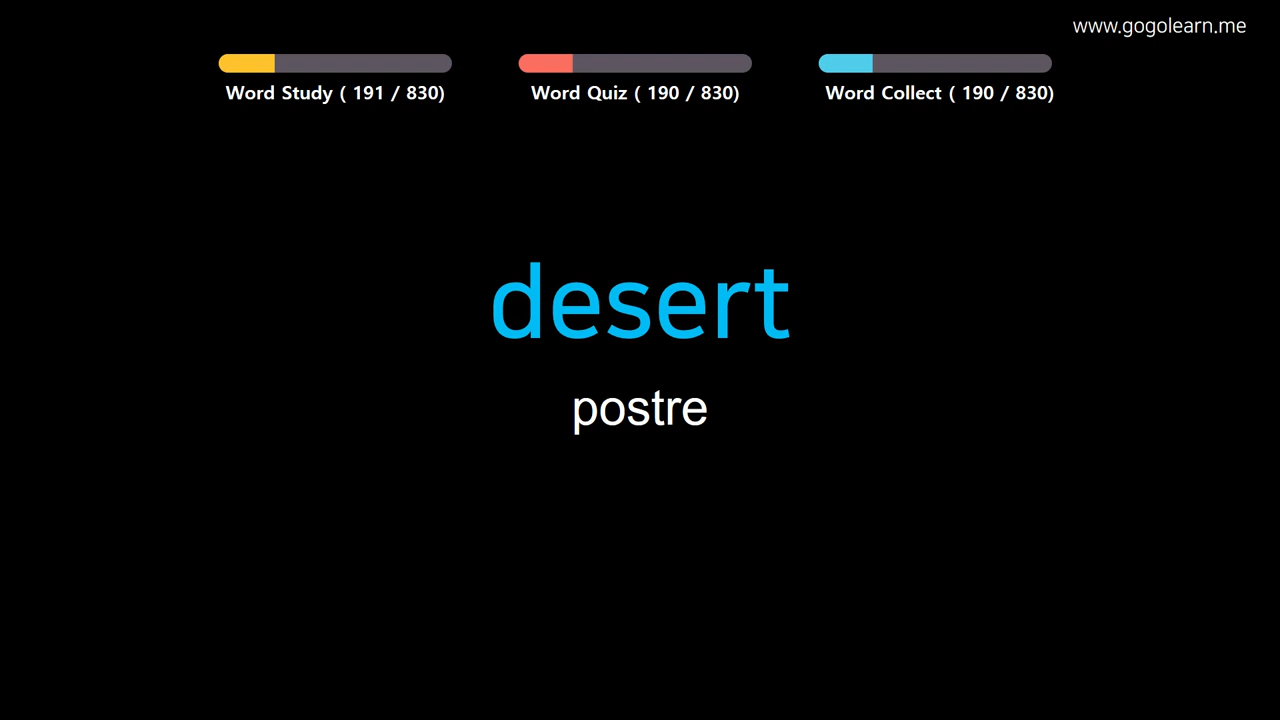 www.gogolearn.me
Word Study ( 191 / 830)
Word Quiz ( 190 / 830)
Word Collect ( 190 / 830)
desert
postre